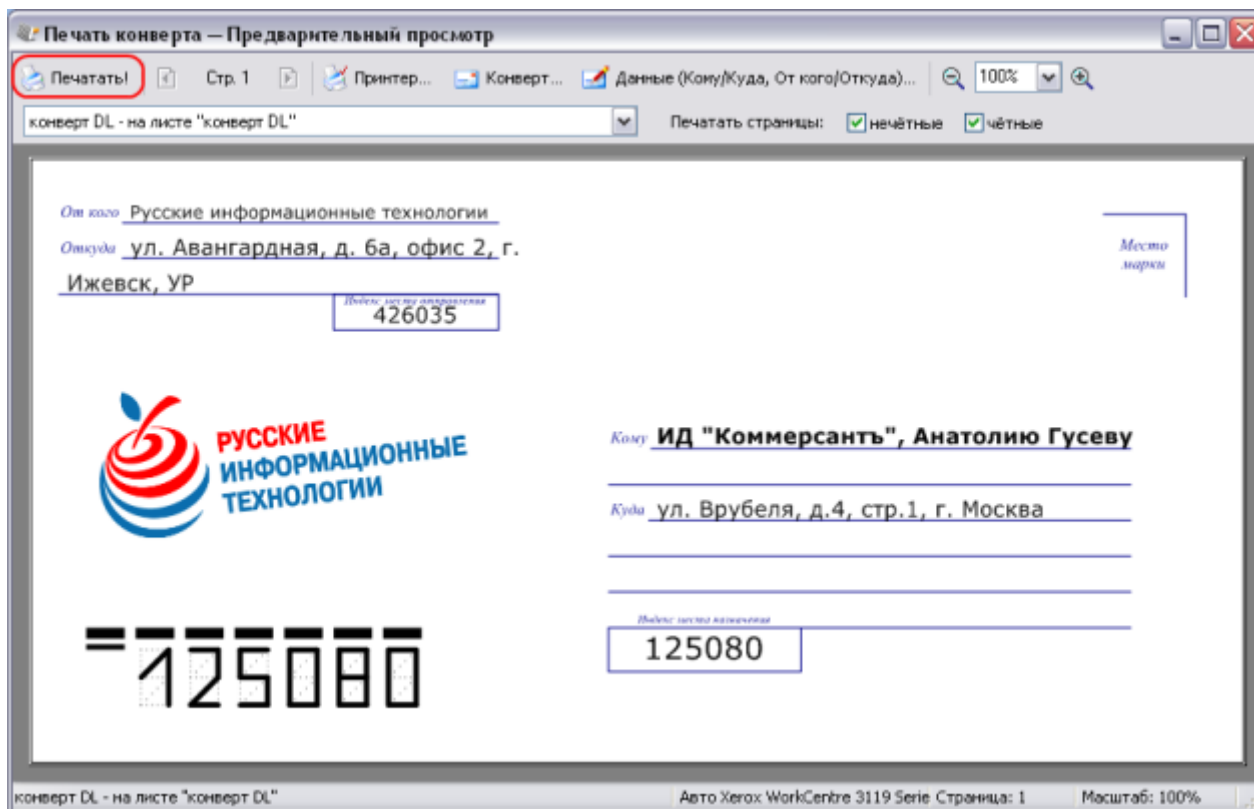 Печать конверта — Предварительный просмотр
Печатать! Стр. 1 Принтер... Конверт... Данные (Кому/Куда, От кого/Откуда)... 100%
конверт DL - на листе "конверт DL" Печатать страницы: нечётные чётные
От кого Русские информационные технологии
Откуда ул. Авангардная, д. 6а, офис 2, г.
Ижевск, УР
Индекс места отправления
426035
Место
марки
РУССКИЕ
ИНФОРМАЦИОННЫЕ
ТЕХНОЛОГИИ
Кому ИД "Коммерсантъ", Анатолию Гусеву
Куда ул. Врубеля, д.4, стр.1, г. Москва
Индекс места назначения
125080
125080
конверт DL - на листе "конверт DL" Авто Xerox WorkCentre 3119 Serie Страница: 1 Масштаб: 100%